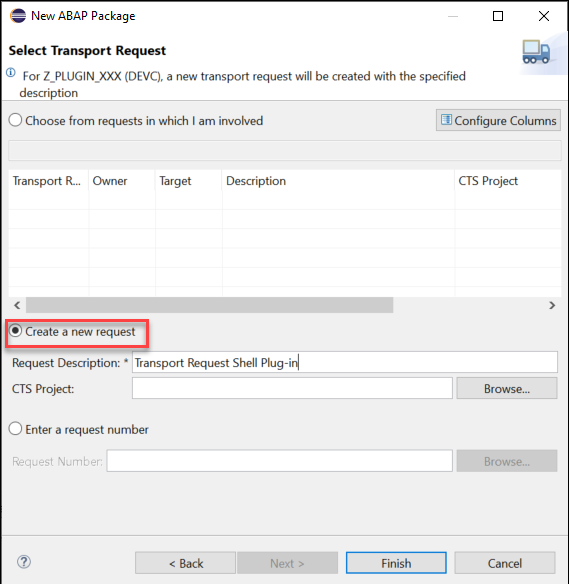 New ABAP Package
Select Transport Request
For Z_PLUGIN_XXX (DEVC), a new transport request will be created with the specified
description
Choose from requests in which I am involved
Configure Columns
Transport R... Owner Target Description CTS Project
Create a new request
Request Description: * Transport Request Shell Plug-in
CTS Project: Browse...
Enter a request number
Request Number: Browse...
? < Back Next > Finish Cancel